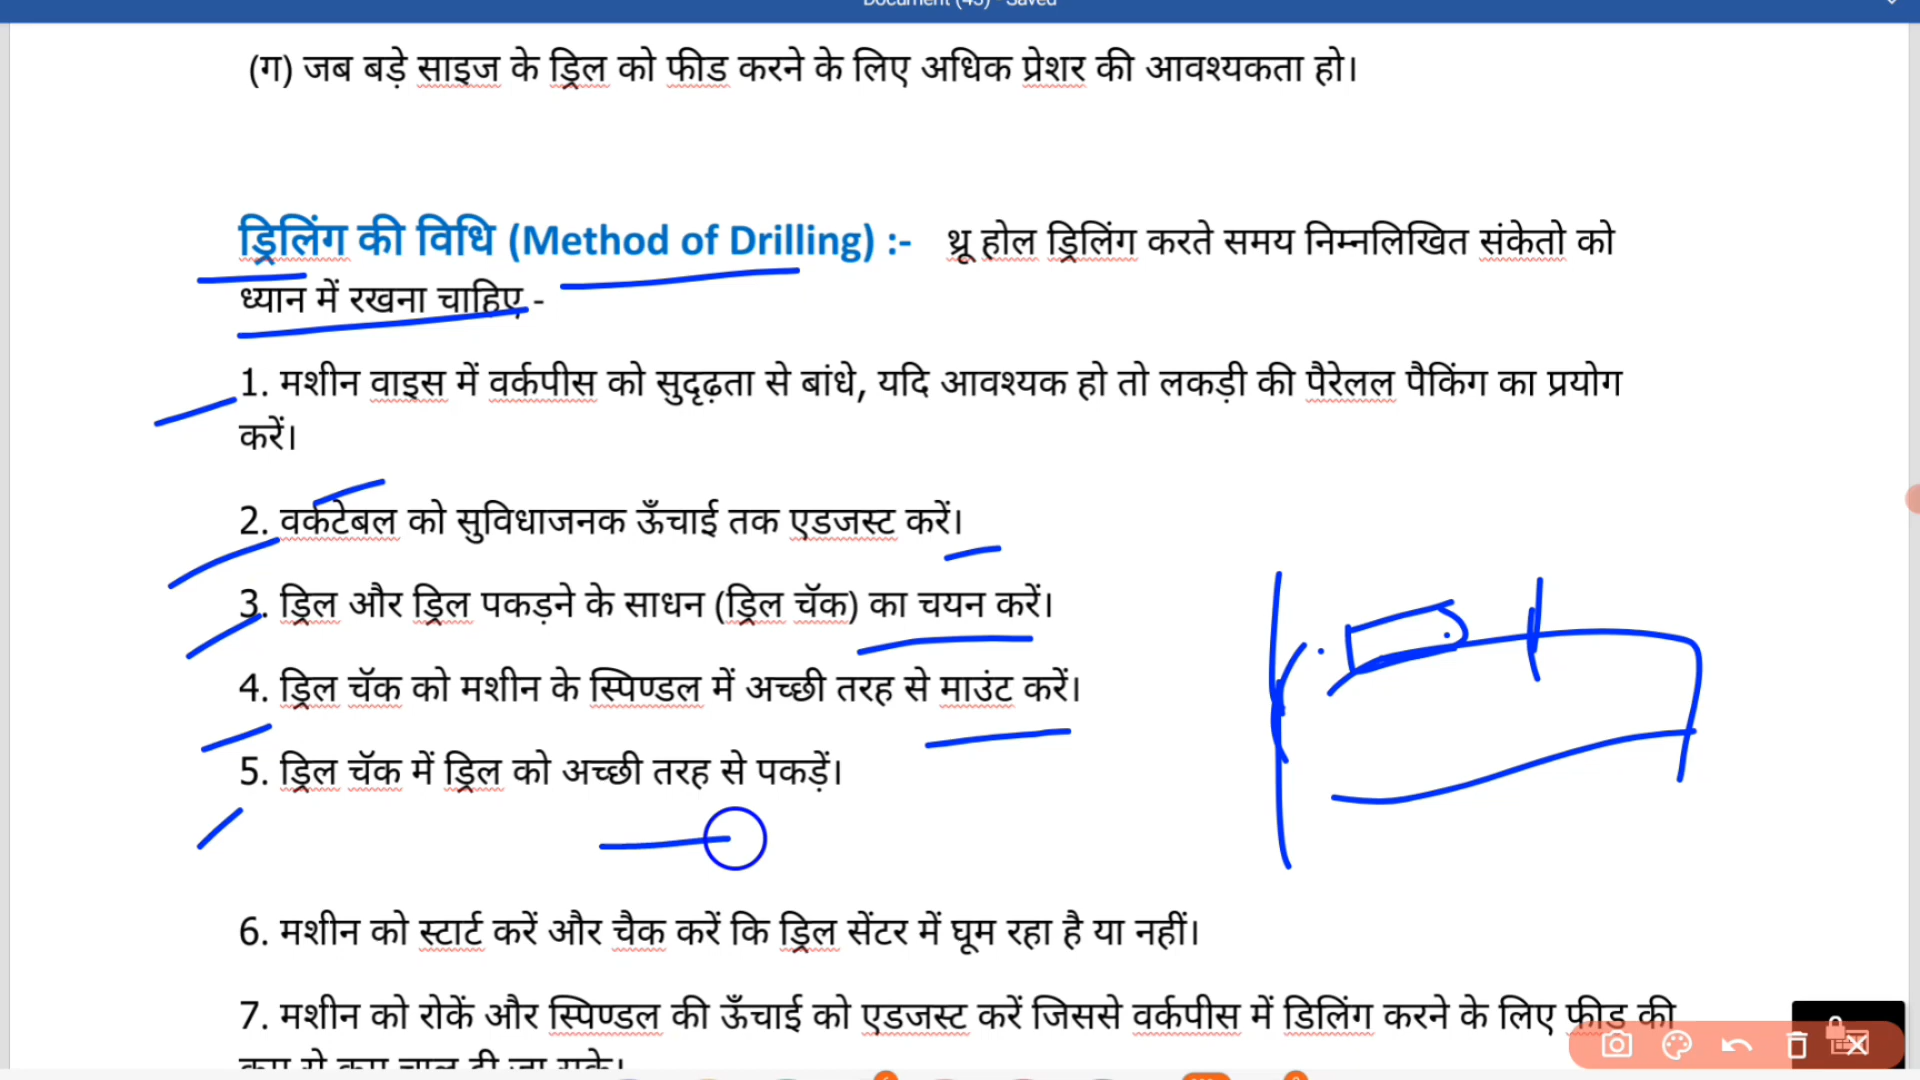 Document (43) - Saved
(ग) जब बड़े साइज के ड्रिल को फीड करने के लिए अधिक प्रेशर की आवश्यकता हो।
ड्रिलिंग की विधि (Method of Drilling) :- थ्रू होल ड्रिलिंग करते समय निम्नलिखित संकेतो को
ध्यान में रखना चाहिए -
1. मशीन वाइस में वर्कपीस को सुदृढ़ता से बांधे, यदि आवश्यक हो तो लकड़ी की पैरेलल पैकिंग का प्रयोग
करें।
2. वर्कटेबल को सुविधाजनक ऊँचाई तक एडजस्ट करें।
3. ड्रिल और ड्रिल पकड़ने के साधन (ड्रिल चॅक) का चयन करें।
4. ड्रिल चॅक को मशीन के स्पिण्डल में अच्छी तरह से माउंट करें।
5. ड्रिल चॅक में ड्रिल को अच्छी तरह से पकड़ें।
6. मशीन को स्टार्ट करें और चैक करें कि ड्रिल सेंटर में घूम रहा है या नहीं।
7. मशीन को रोकें और स्पिण्डल की ऊँचाई को एडजस्ट करें जिससे वर्कपीस में डिलिंग करने के लिए फीड की